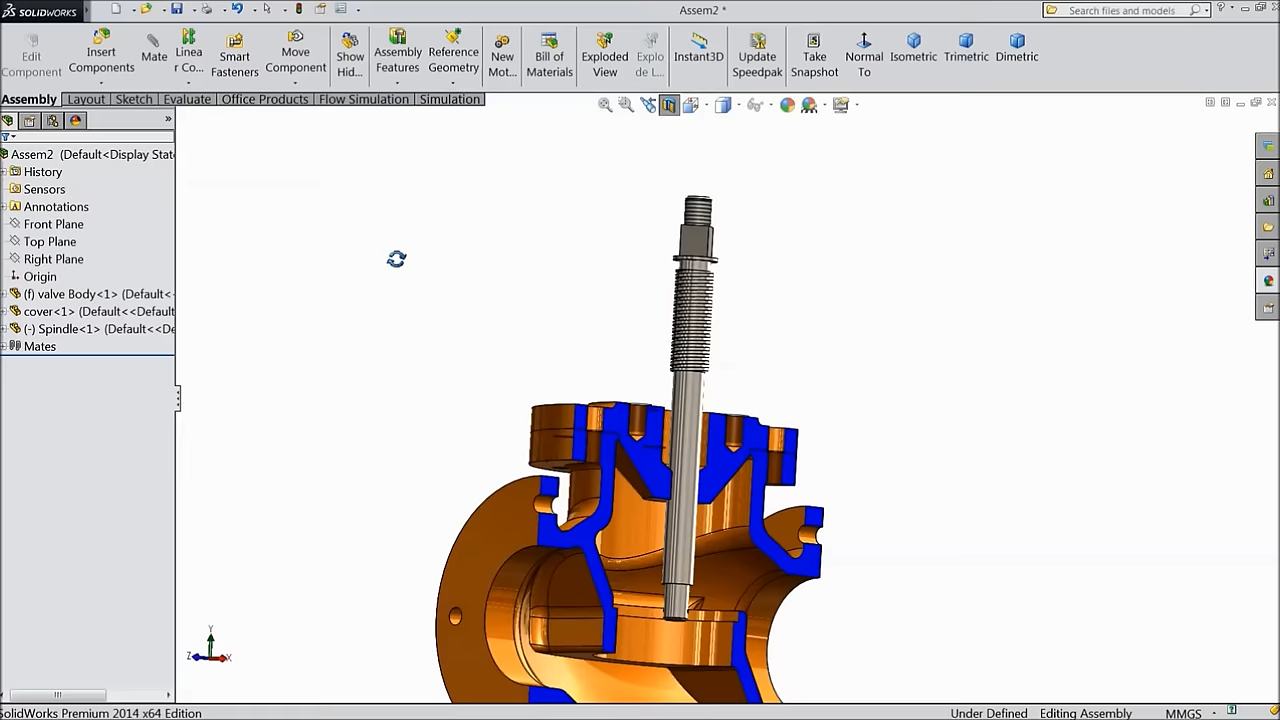 SOLIDWORKS
Assem2 *
Search files and models
Edit Component
Insert Components
Mate
Linea r Co...
Smart Fasteners
Move Component
Show Hid...
Assembly Features
Reference Geometry
New Mot...
Bill of Materials
Exploded View
Explo de L...
Instant3D
Update Speedpak
Take Snapshot
Normal To
Isometric
Trimetric
Dimetric
Assembly Layout Sketch Evaluate Office Products Flow Simulation Simulation
Assem2 (Default<Display Stat
History
Sensors
Annotations
Front Plane
Top Plane
Right Plane
Origin
(f) valve Body<1> (Default<
cover<1> (Default<<Default
(-) Spindle<1> (Default<<De
Mates
Y
Z X
SolidWorks Premium 2014 x64 Edition
Under Defined Editing Assembly MMGS